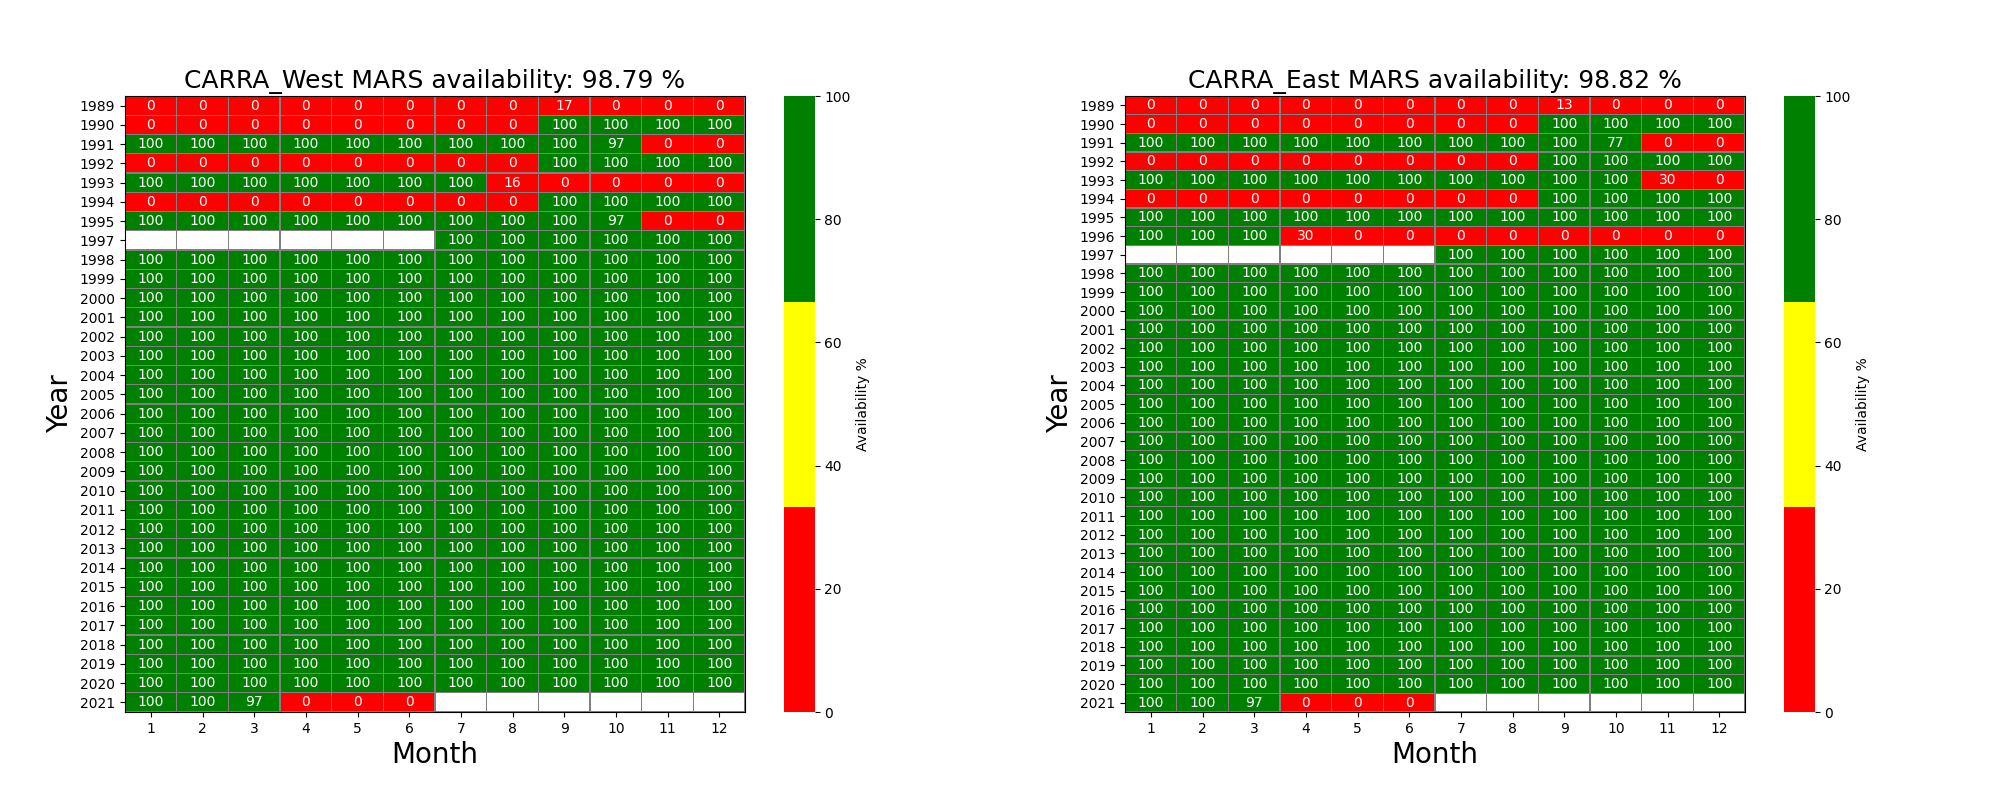 CARRA_West MARS availability: 98.79 %
1989 0 0 0 0 0 0 0 0 17 0 0 0
1990 0 0 0 0 0 0 0 0 100 100 100 100
1991 100 100 100 100 100 100 100 100 100 97 0 0
1992 0 0 0 0 0 0 0 0 100 100 100 100
1993 100 100 100 100 100 100 100 16 0 0 0 0
1994 0 0 0 0 0 0 0 0 100 100 100 100
1995 100 100 100 100 100 100 100 100 100 97 0 0
1997 100 100 100 100 100 100
1998 100 100 100 100 100 100 100 100 100 100 100 100
1999 100 100 100 100 100 100 100 100 100 100 100 100
2000 100 100 100 100 100 100 100 100 100 100 100 100
2001 100 100 100 100 100 100 100 100 100 100 100 100
2002 100 100 100 100 100 100 100 100 100 100 100 100
2003 100 100 100 100 100 100 100 100 100 100 100 100
2004 100 100 100 100 100 100 100 100 100 100 100 100
2005 100 100 100 100 100 100 100 100 100 100 100 100
2006 100 100 100 100 100 100 100 100 100 100 100 100
2007 100 100 100 100 100 100 100 100 100 100 100 100
2008 100 100 100 100 100 100 100 100 100 100 100 100
2009 100 100 100 100 100 100 100 100 100 100 100 100
2010 100 100 100 100 100 100 100 100 100 100 100 100
2011 100 100 100 100 100 100 100 100 100 100 100 100
2012 100 100 100 100 100 100 100 100 100 100 100 100
2013 100 100 100 100 100 100 100 100 100 100 100 100
2014 100 100 100 100 100 100 100 100 100 100 100 100
2015 100 100 100 100 100 100 100 100 100 100 100 100
2016 100 100 100 100 100 100 100 100 100 100 100 100
2017 100 100 100 100 100 100 100 100 100 100 100 100
2018 100 100 100 100 100 100 100 100 100 100 100 100
2019 100 100 100 100 100 100 100 100 100 100 100 100
2020 100 100 100 100 100 100 100 100 100 100 100 100
2021 100 100 97 0 0 0
1 2 3 4 5 6 7 8 9 10 11 12
Month
Year
100
80
60
40
20
0
Availability %
CARRA_East MARS availability: 98.82 %
1989 0 0 0 0 0 0 0 0 13 0 0 0
1990 0 0 0 0 0 0 0 0 100 100 100 100
1991 100 100 100 100 100 100 100 100 100 77 0 0
1992 0 0 0 0 0 0 0 0 100 100 100 100
1993 100 100 100 100 100 100 100 100 100 100 30 0
1994 0 0 0 0 0 0 0 0 100 100 100 100
1995 100 100 100 100 100 100 100 100 100 100 100 100
1996 100 100 100 30 0 0 0 0 0 0 0 0
1997 100 100 100 100 100 100
1998 100 100 100 100 100 100 100 100 100 100 100 100
1999 100 100 100 100 100 100 100 100 100 100 100 100
2000 100 100 100 100 100 100 100 100 100 100 100 100
2001 100 100 100 100 100 100 100 100 100 100 100 100
2002 100 100 100 100 100 100 100 100 100 100 100 100
2003 100 100 100 100 100 100 100 100 100 100 100 100
2004 100 100 100 100 100 100 100 100 100 100 100 100
2005 100 100 100 100 100 100 100 100 100 100 100 100
2006 100 100 100 100 100 100 100 100 100 100 100 100
2007 100 100 100 100 100 100 100 100 100 100 100 100
2008 100 100 100 100 100 100 100 100 100 100 100 100
2009 100 100 100 100 100 100 100 100 100 100 100 100
2010 100 100 100 100 100 100 100 100 100 100 100 100
2011 100 100 100 100 100 100 100 100 100 100 100 100
2012 100 100 100 100 100 100 100 100 100 100 100 100
2013 100 100 100 100 100 100 100 100 100 100 100 100
2014 100 100 100 100 100 100 100 100 100 100 100 100
2015 100 100 100 100 100 100 100 100 100 100 100 100
2016 100 100 100 100 100 100 100 100 100 100 100 100
2017 100 100 100 100 100 100 100 100 100 100 100 100
2018 100 100 100 100 100 100 100 100 100 100 100 100
2019 100 100 100 100 100 100 100 100 100 100 100 100
2020 100 100 100 100 100 100 100 100 100 100 100 100
2021 100 100 97 0 0 0
1 2 3 4 5 6 7 8 9 10 11 12
Month
Year
100
80
60
40
20
0
Availability %